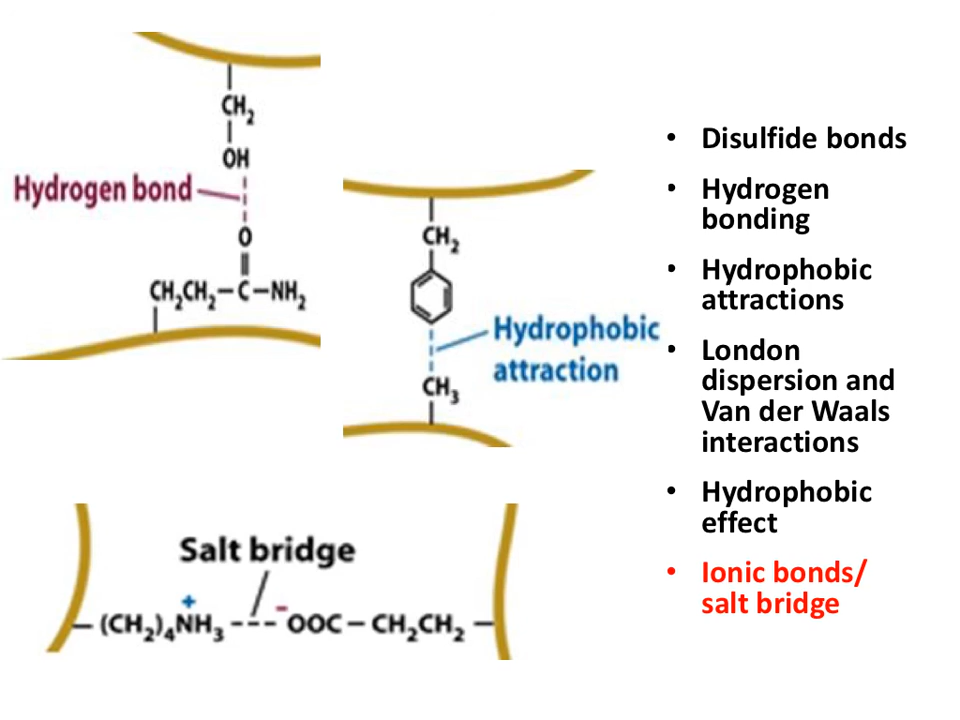 CH₂
OH
Hydrogen bond
O
CH₂CH₂–C–NH₂
CH₂
Hydrophobic
attraction
CH₃
Salt bridge
+
-
(CH₂)₄NH₃---OOC–CH₂CH₂
• Disulfide bonds
• Hydrogen
bonding
• Hydrophobic
attractions
• London
dispersion and
Van der Waals
interactions
• Hydrophobic
effect
• Ionic bonds/
salt bridge